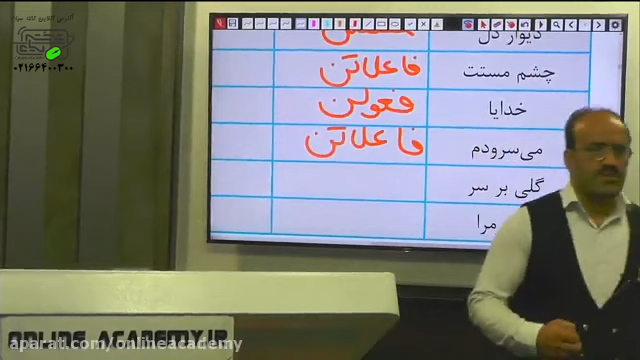 دیوار دل
چشم مستت فاعلاتن
خدایا فعولن
می‌سرودم فاعلاتن
گلی بر سر
مرا
۰۲۱۶۶۴۰۰۳۰۰
ONLINE ACADEMY.IR
aparat.com/onlineacademy